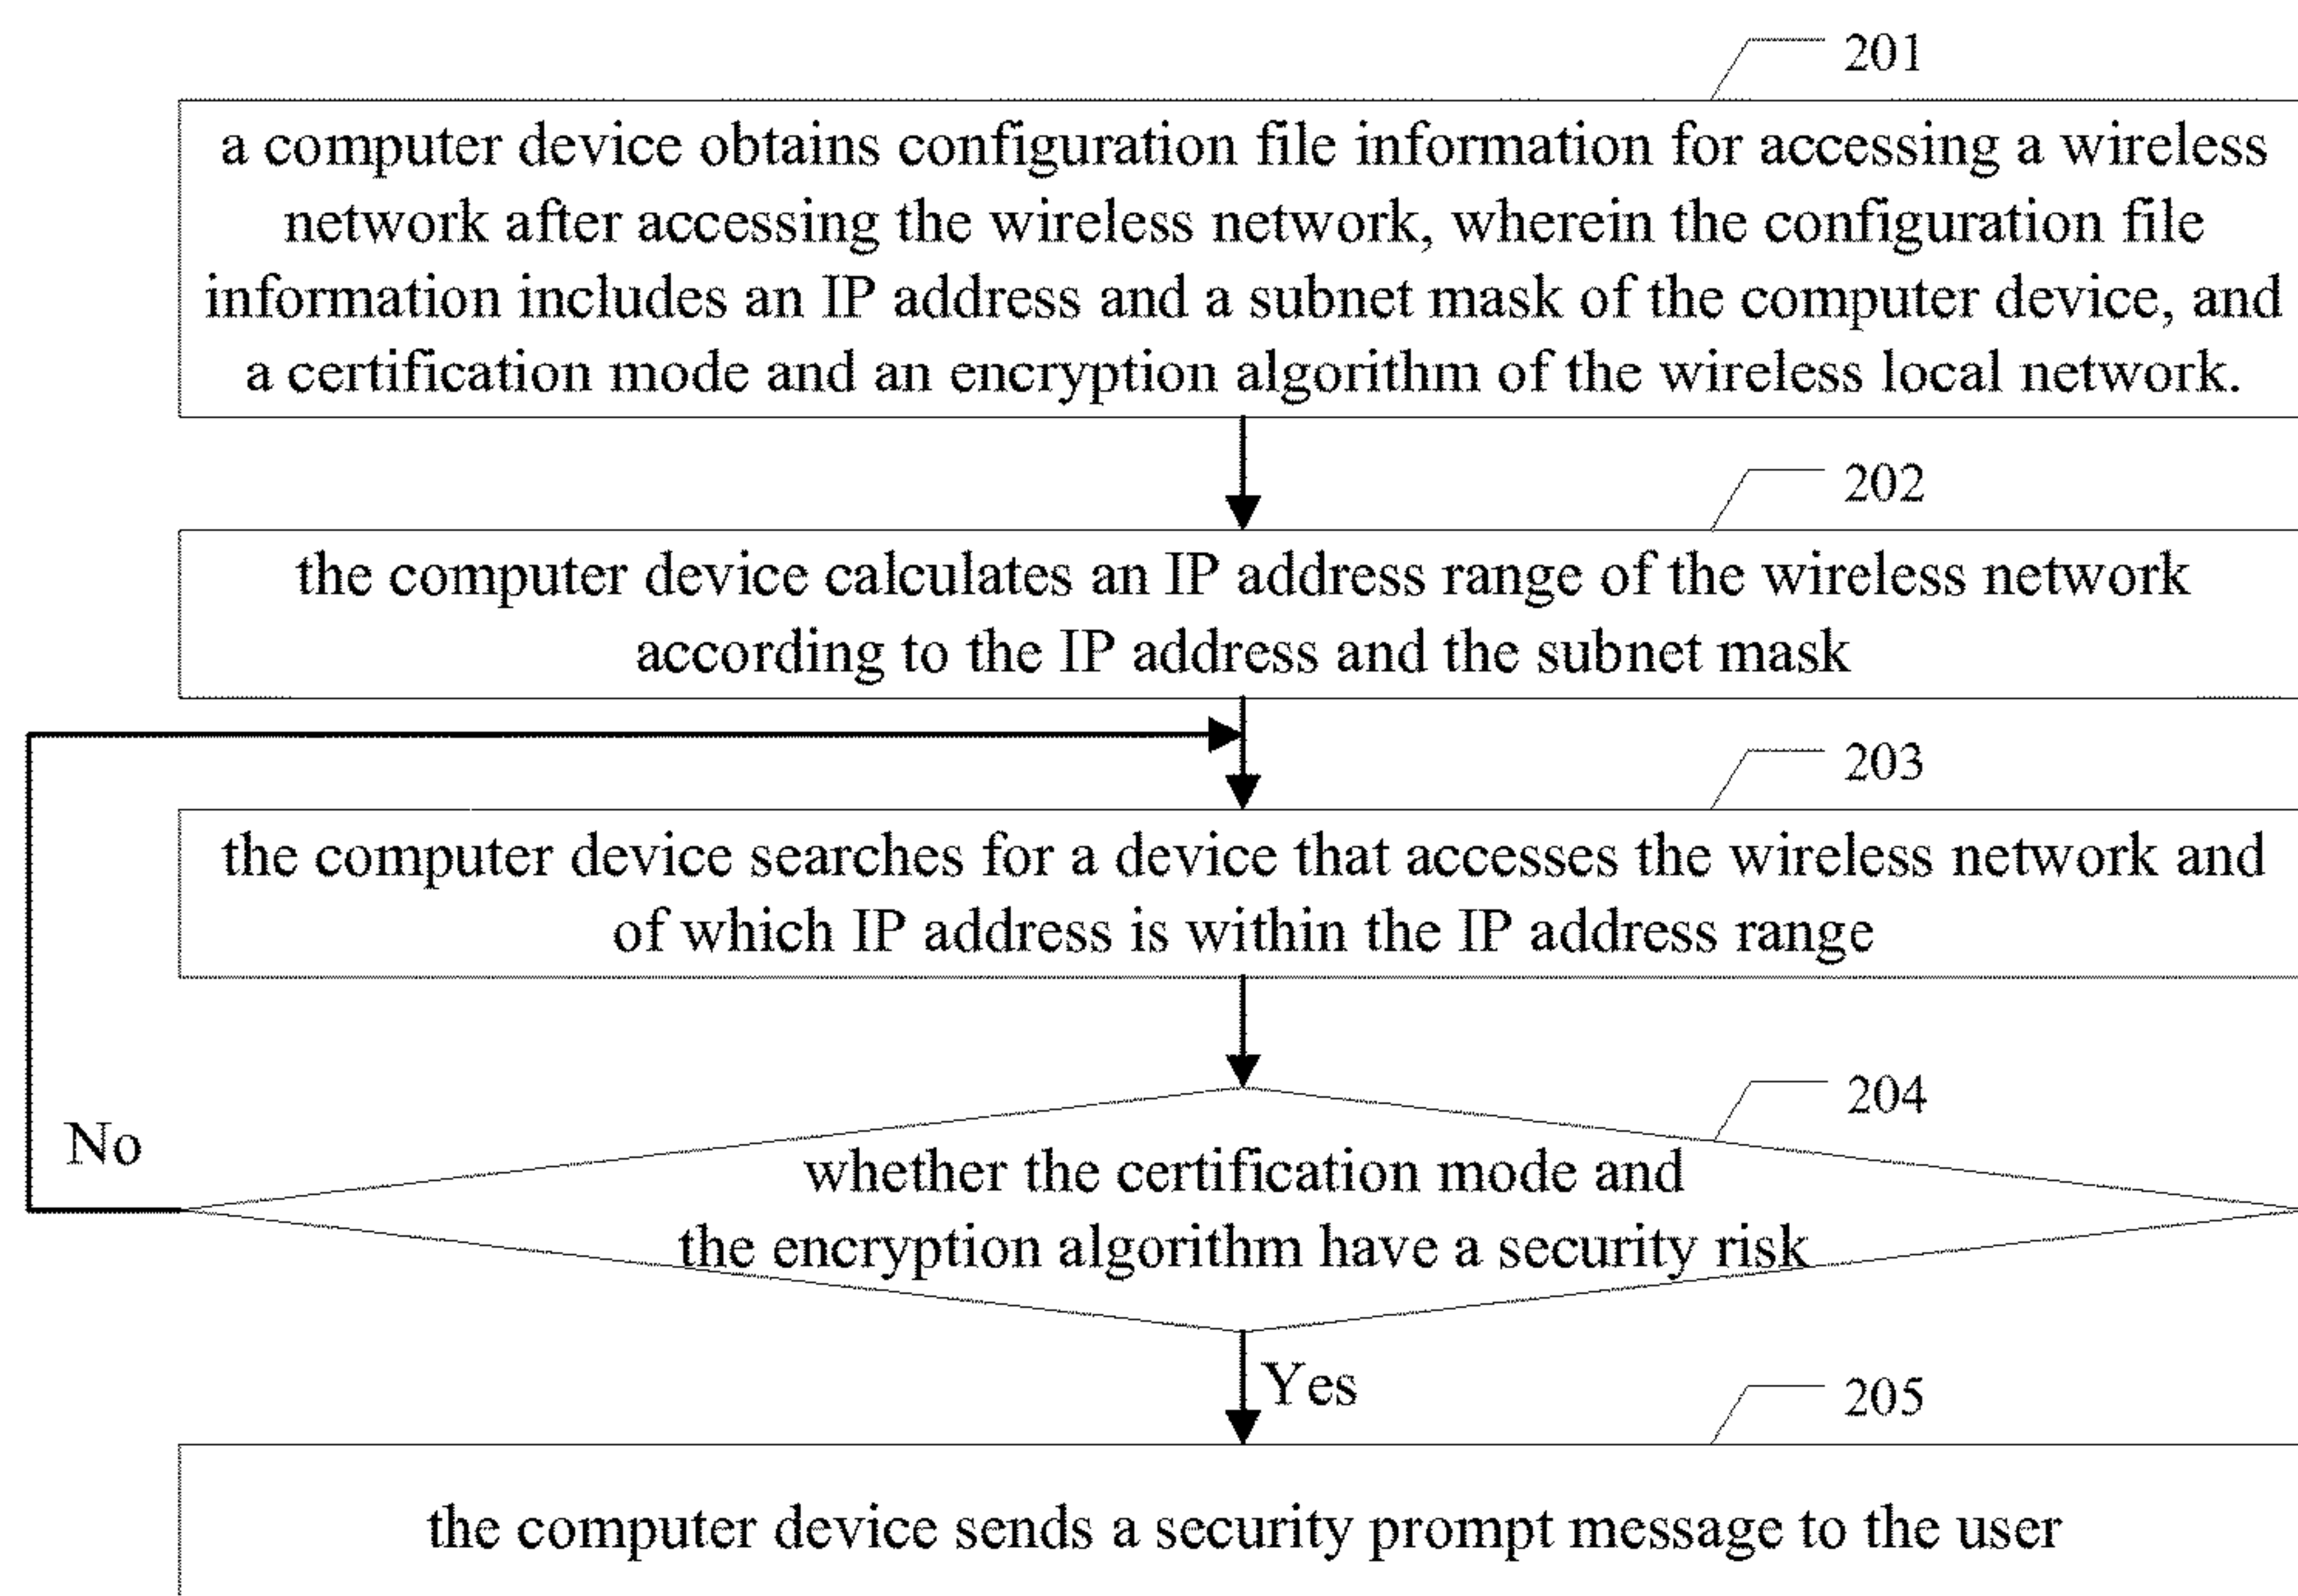 201
a computer device obtains configuration file information for accessing a wireless
network after accessing the wireless network, wherein the configuration file
information includes an IP address and a subnet mask of the computer device, and
a certification mode and an encryption algorithm of the wireless local network.
202
the computer device calculates an IP address range of the wireless network
according to the IP address and the subnet mask
203
the computer device searches for a device that accesses the wireless network and
of which IP address is within the IP address range
204
No
whether the certification mode and
the encryption algorithm have a security risk
Yes
205
the computer device sends a security prompt message to the user